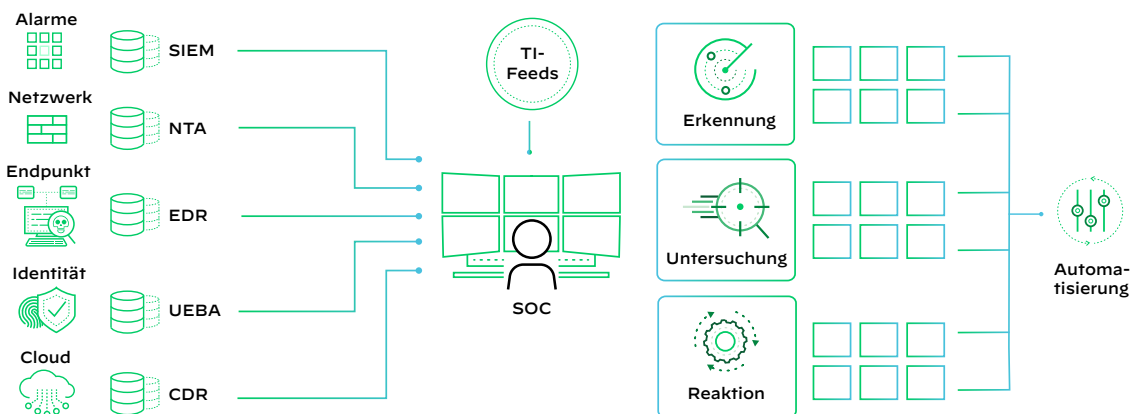 Alarme
SIEM
Netzwerk
NTA
Endpunkt
EDR
Identität
UEBA
Cloud
CDR
TI-
Feeds
SOC
Erkennung
Untersuchung
Reaktion
Automa-
tisierung